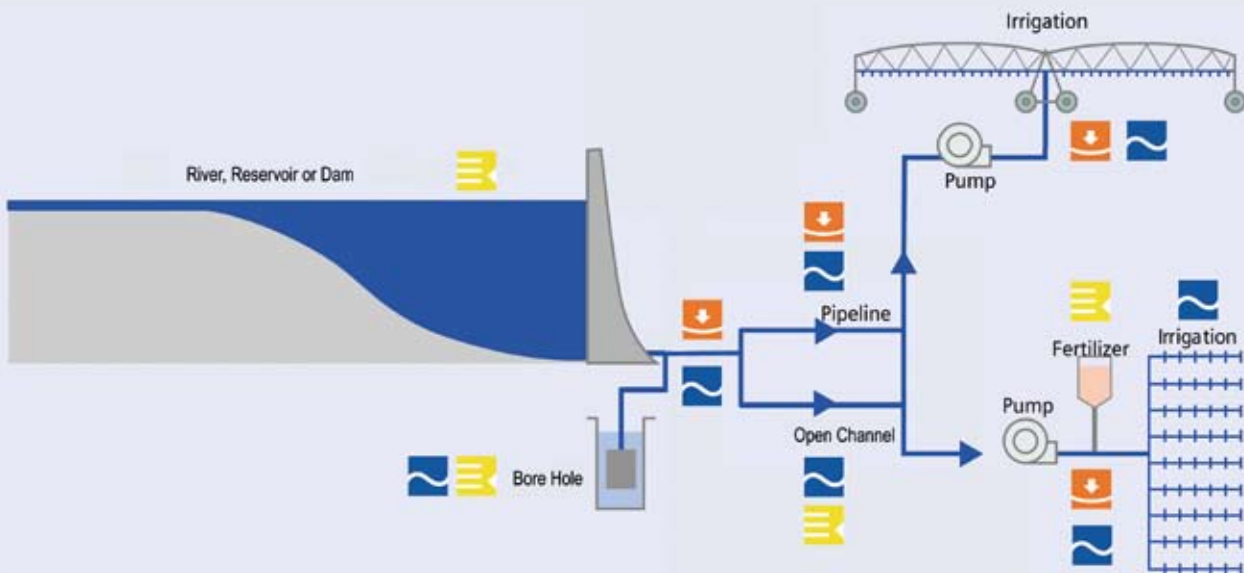 Irrigation
River, Reservoir or Dam
Pump
Pipeline
Fertilizer
Irrigation
Pump
Open Channel
Bore Hole